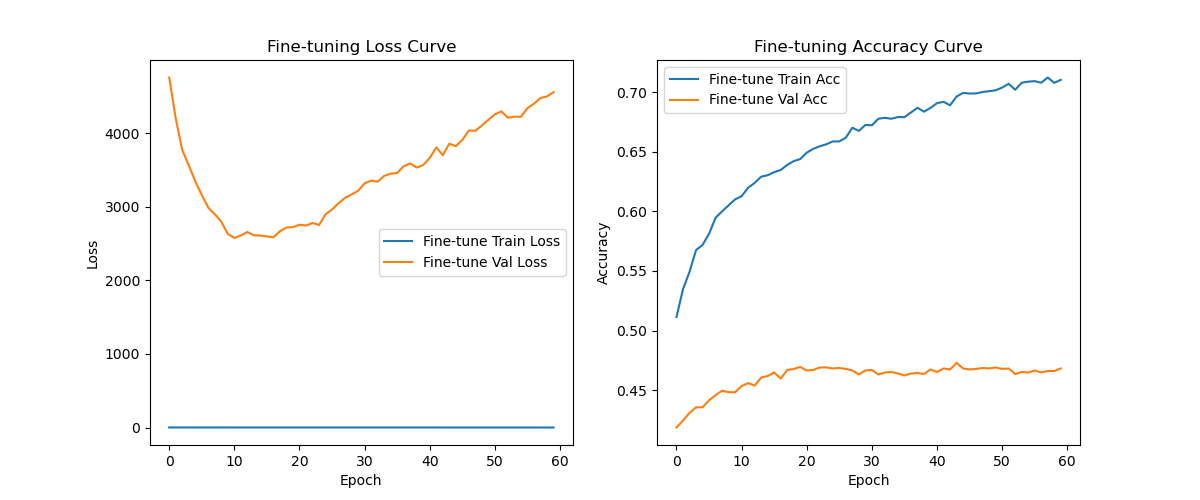 Fine-tuning Loss Curve
Loss
4000
3000
2000
1000
0
Fine-tune Train Loss
Fine-tune Val Loss
0 10 20 30 40 50 60
Epoch
Fine-tuning Accuracy Curve
Accuracy
Fine-tune Train Acc
Fine-tune Val Acc
0.70
0.65
0.60
0.55
0.50
0.45
0 10 20 30 40 50 60
Epoch